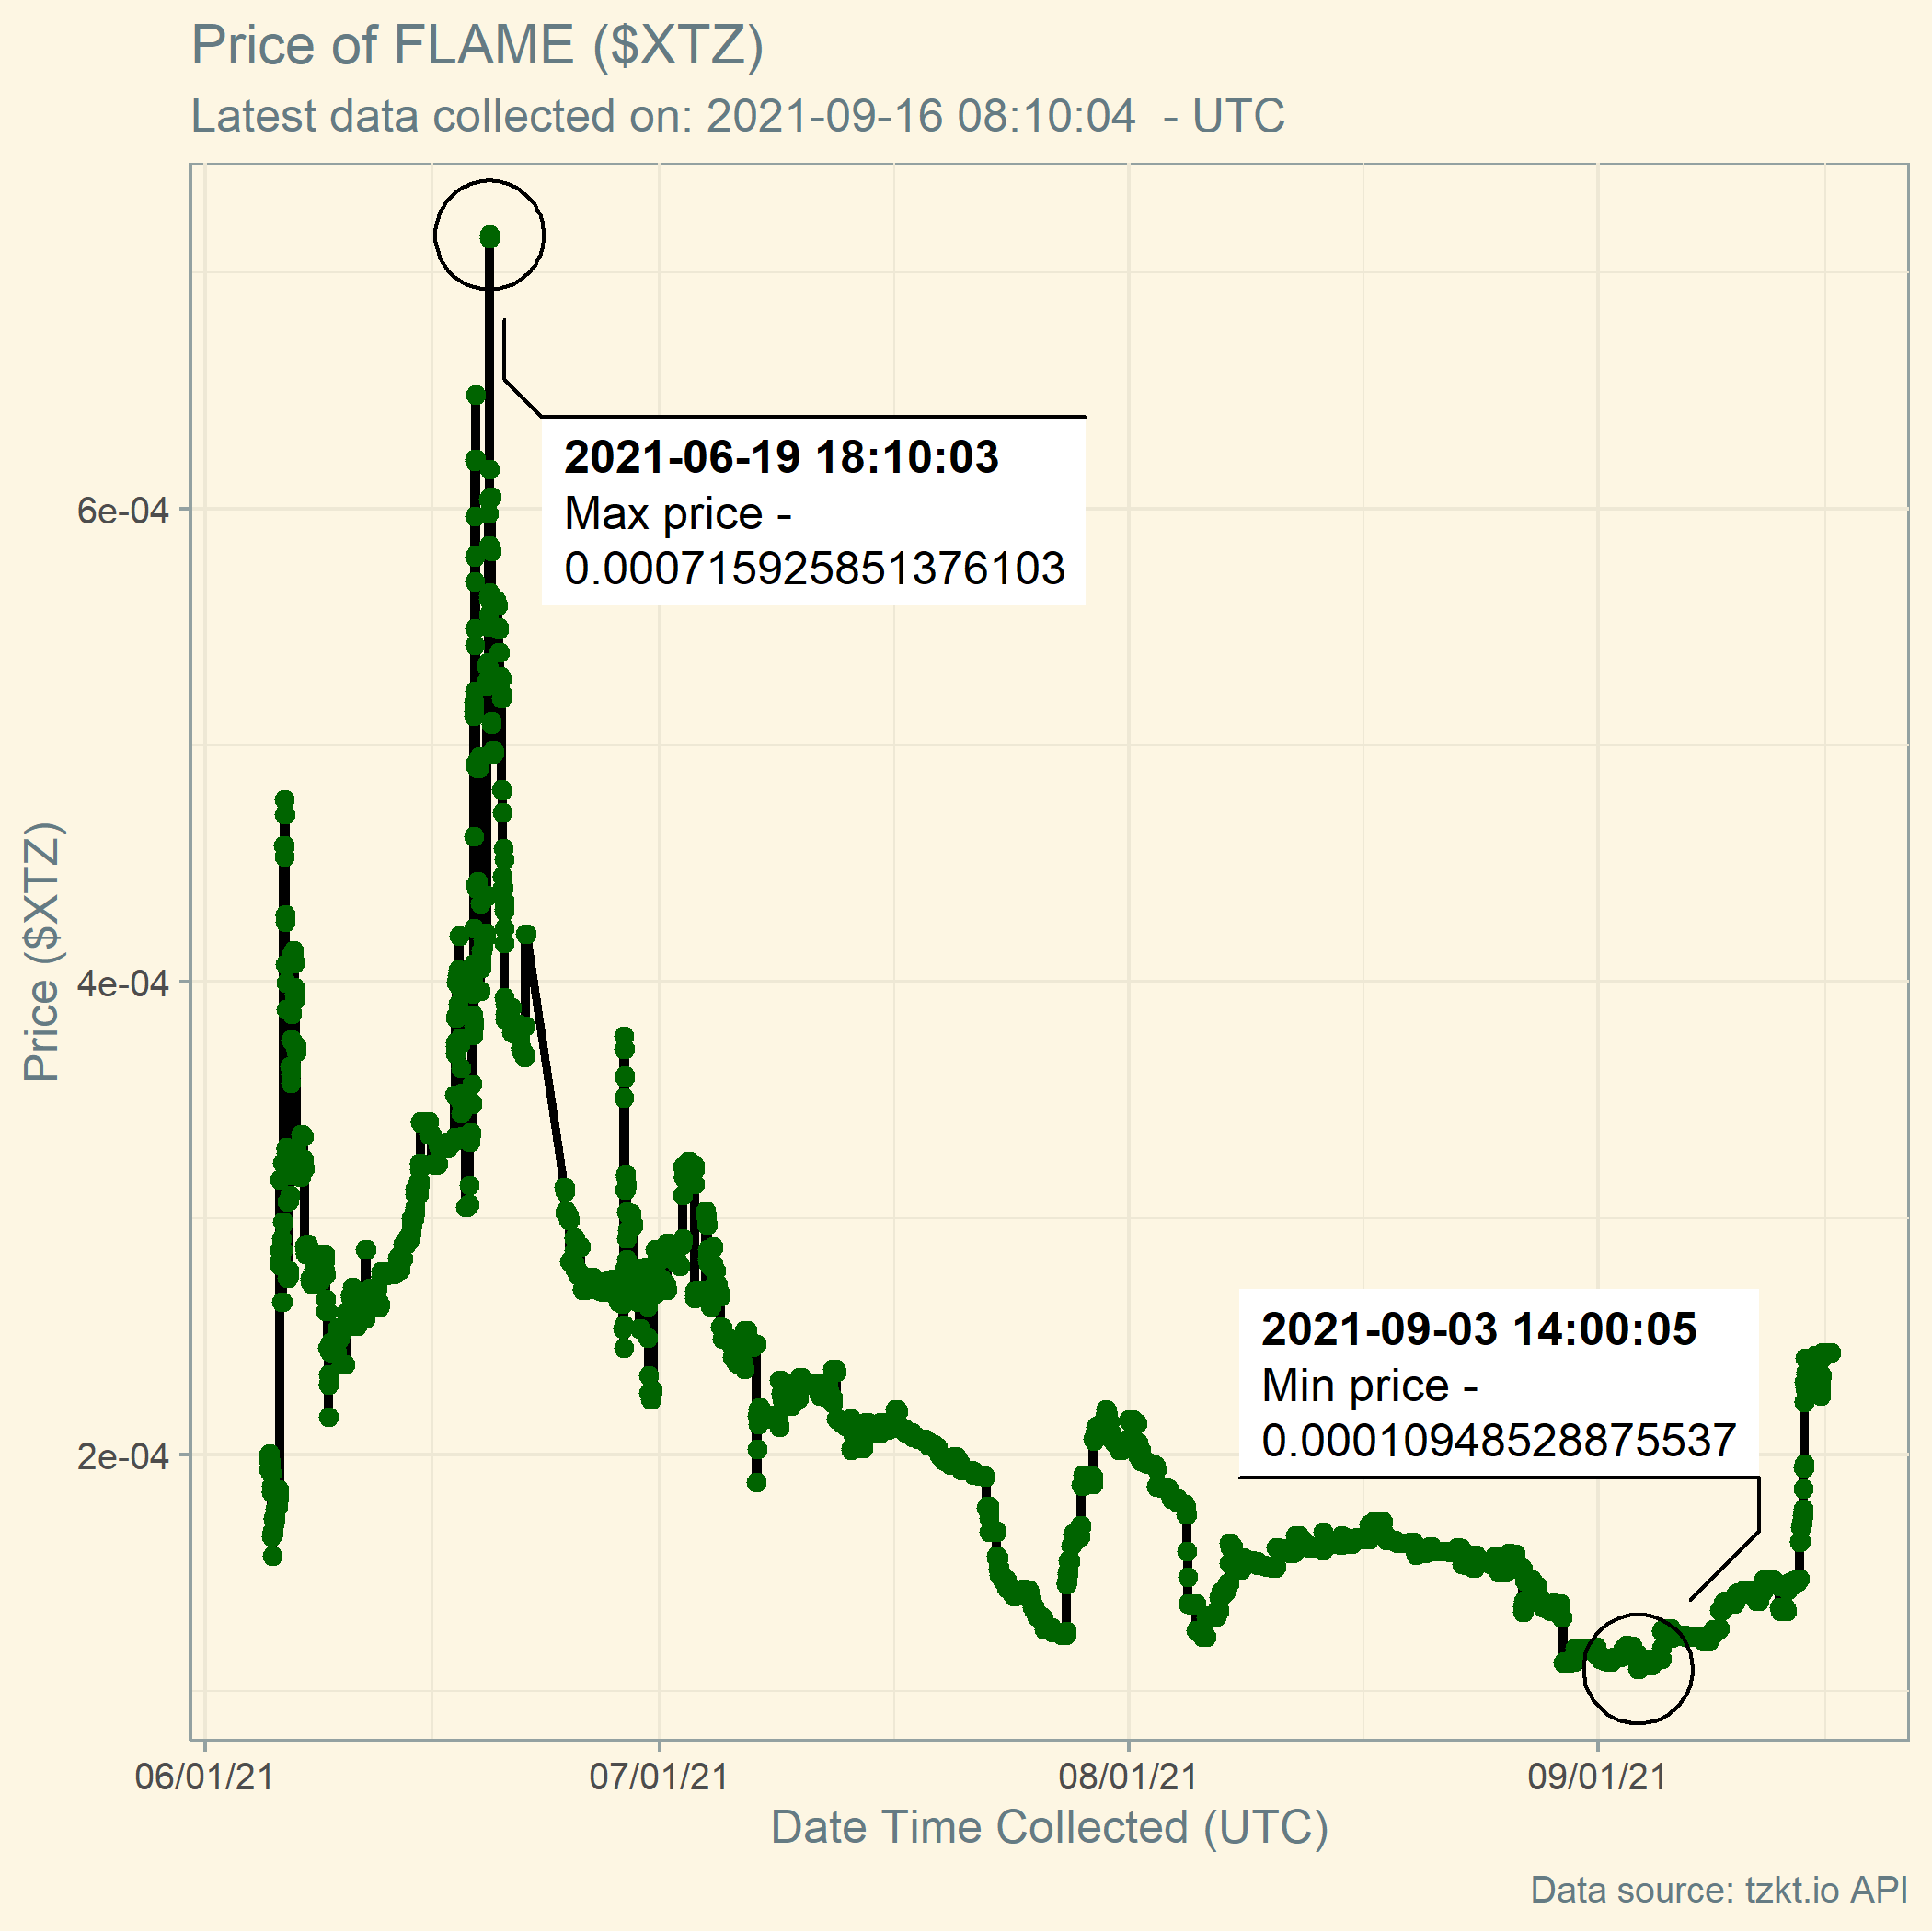 Price of FLAME ($XTZ)
Latest data collected on: 2021-09-16 08:10:04  - UTC
2021-06-19 18:10:03
Max price -
0.000715925851376103
6e-04
4e-04
2e-04
Price ($XTZ)
2021-09-03 14:00:05
Min price -
0.00010948528875537
06/01/21
07/01/21
08/01/21
09/01/21
Date Time Collected (UTC)
Data source: tzkt.io API